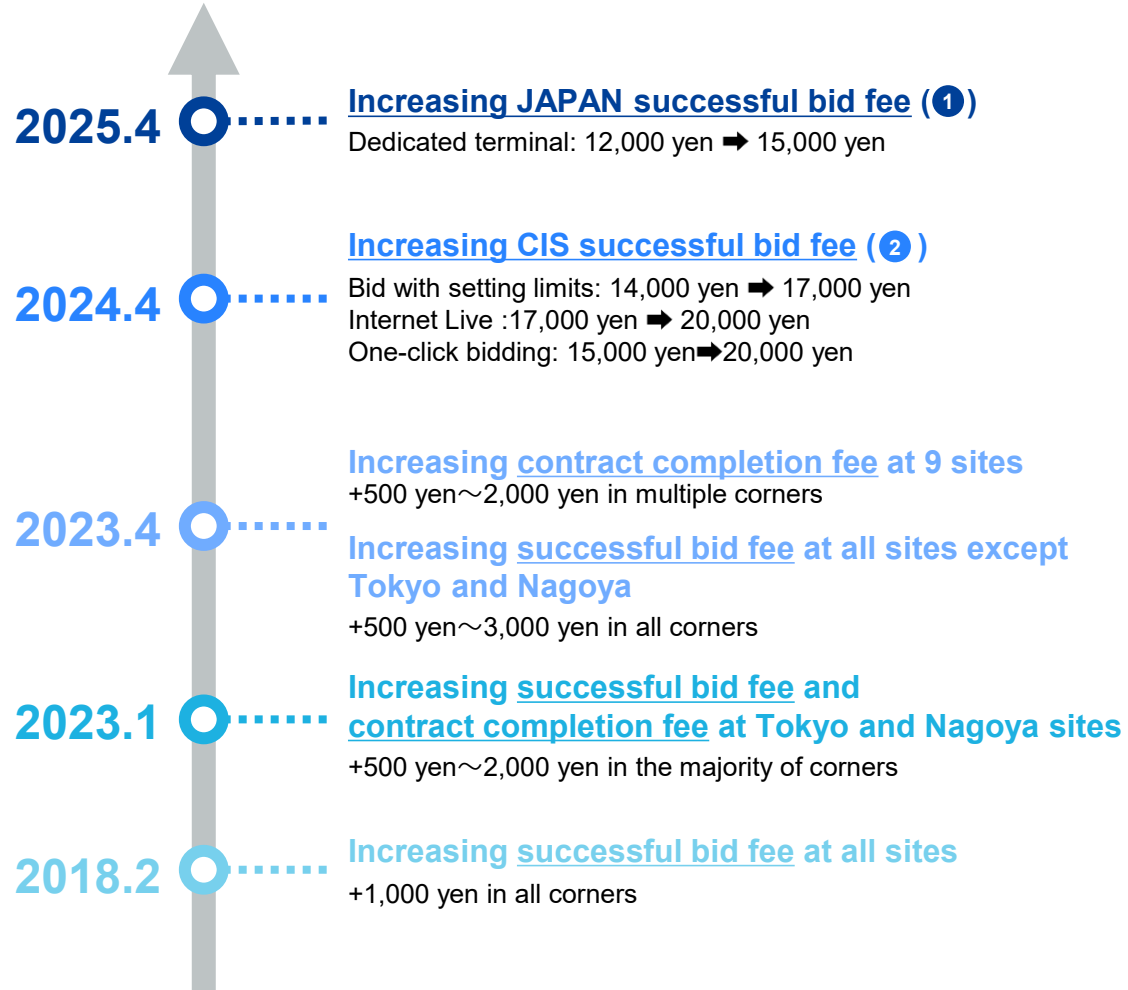 2025.4
Increasing JAPAN successful bid fee (1)
Dedicated terminal: 12,000 yen ➡ 15,000 yen
2024.4
Increasing CIS successful bid fee (2)
Bid with setting limits: 14,000 yen ➡ 17,000 yen
Internet Live :17,000 yen ➡ 20,000 yen
One-click bidding: 15,000 yen➡20,000 yen
2023.4
Increasing contract completion fee at 9 sites
+500 yen～2,000 yen in multiple corners
Increasing successful bid fee at all sites except
Tokyo and Nagoya
+500 yen～3,000 yen in all corners
2023.1
Increasing successful bid fee and
contract completion fee at Tokyo and Nagoya sites
+500 yen～2,000 yen in the majority of corners
2018.2
Increasing successful bid fee at all sites
+1,000 yen in all corners